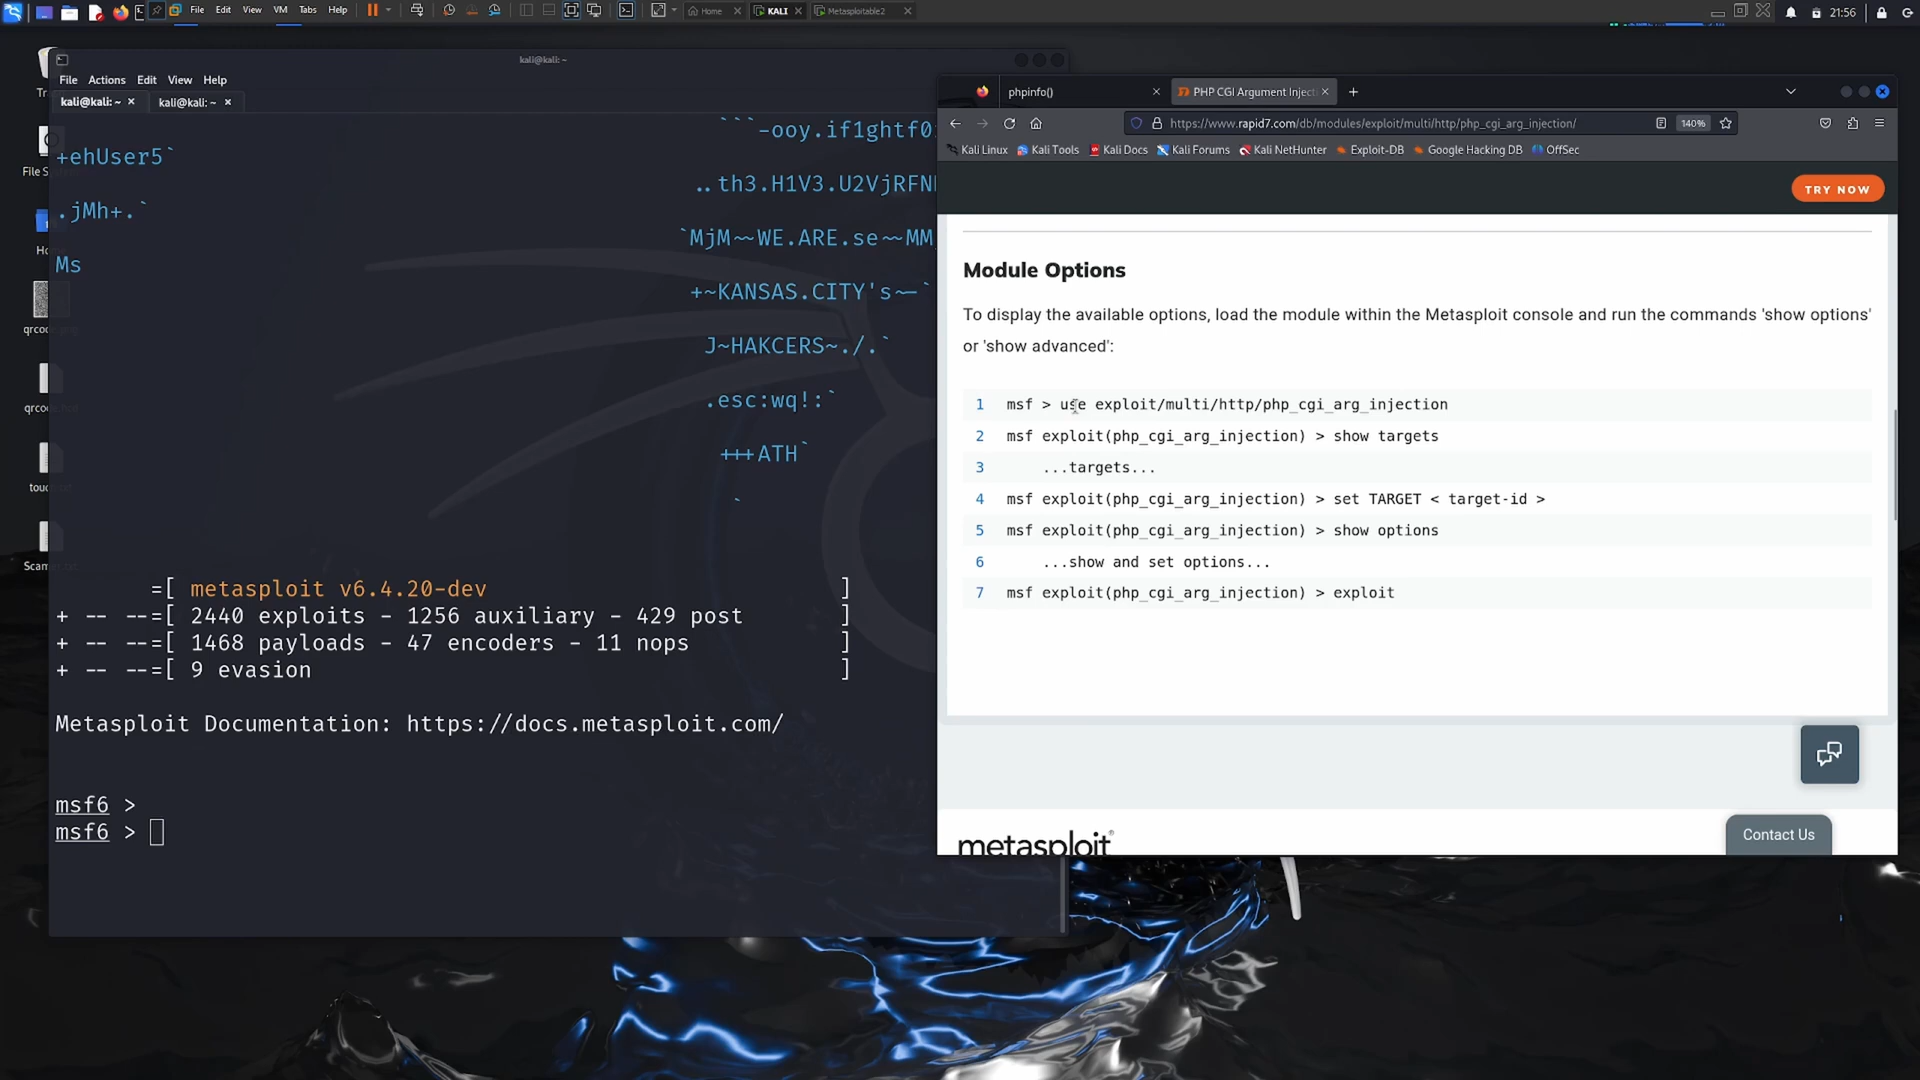 File Edit View VM Tabs Help
Home
KALI
Metasploitable2
21:56
kali@kali: ~
File Actions Edit View Help
kali@kali: ~
kali@kali: ~
```-ooy.if1ghtf0
+ehUser5`
..th3.H1V3.U2VjRFN
.jMh+.`
`MjM~~WE.ARE.se~~MM
Ms
+~KANSAS.CITY's~-`
J~HAKCERS~./.`
.esc:wq!:`
+++ATH`
`
=[ metasploit v6.4.20-dev ]
+ -- --=[ 2440 exploits - 1256 auxiliary - 429 post ]
+ -- --=[ 1468 payloads - 47 encoders - 11 nops ]
+ -- --=[ 9 evasion ]
Metasploit Documentation: https://docs.metasploit.com/
msf6 >
msf6 >
phpinfo()
PHP CGI Argument Injecti
https://www.rapid7.com/db/modules/exploit/multi/http/php_cgi_arg_injection/
140%
Kali Linux Kali Tools Kali Docs Kali Forums Kali NetHunter Exploit-DB Google Hacking DB OffSec
TRY NOW
Module Options
To display the available options, load the module within the Metasploit console and run the commands 'show options'
or 'show advanced':
1 msf > use exploit/multi/http/php_cgi_arg_injection
2 msf exploit(php_cgi_arg_injection) > show targets
3 ...targets...
4 msf exploit(php_cgi_arg_injection) > set TARGET < target-id >
5 msf exploit(php_cgi_arg_injection) > show options
6 ...show and set options...
7 msf exploit(php_cgi_arg_injection) > exploit
metasploit®
Contact Us